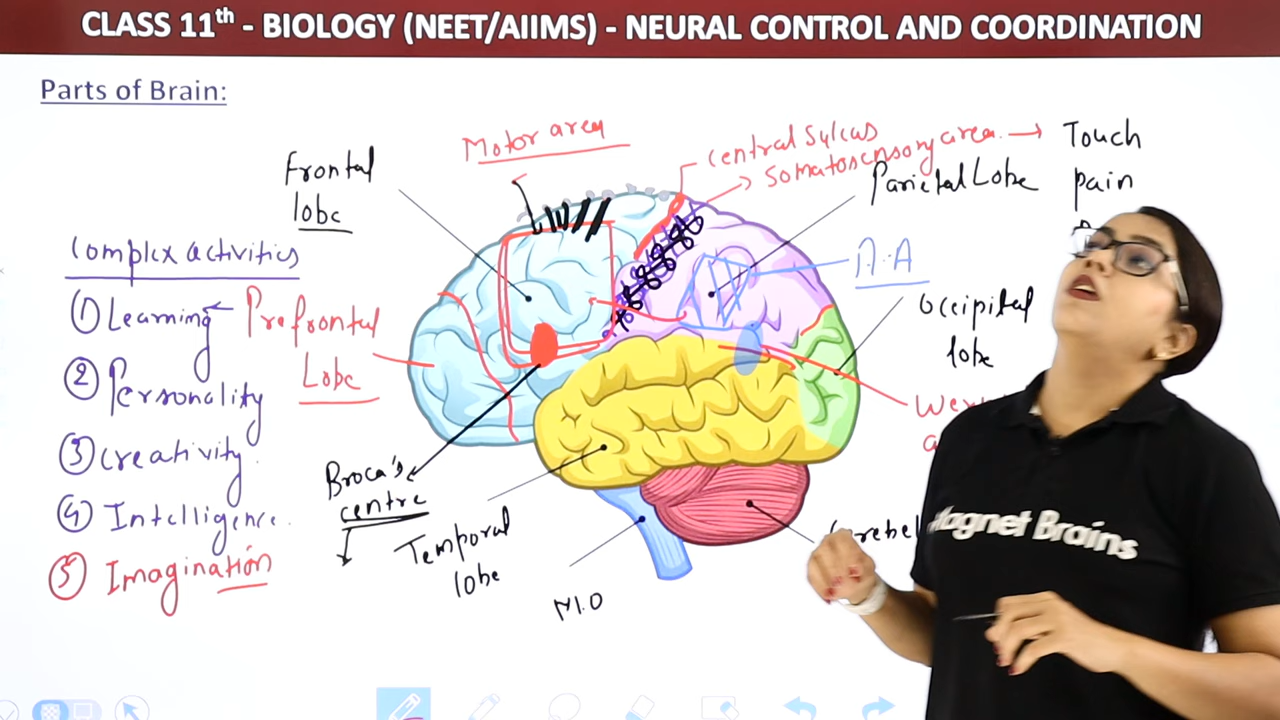 CLASS 11th - BIOLOGY (NEET/AIIMS) - NEURAL CONTROL AND COORDINATION
Parts of Brain:
Motor area
Central Sulcus
Somatosensory area → Touch
pain
Frontal
lobe
Parietal Lobe
Complex activities
① Learning
Prefrontal
Lobe
② Personality
③ creativity.
④ Intelligence.
⑤ Imagination
A.A
Occipital
lobe
Broca's
centre
Temporal
lobe
M.O
Magnet Brains